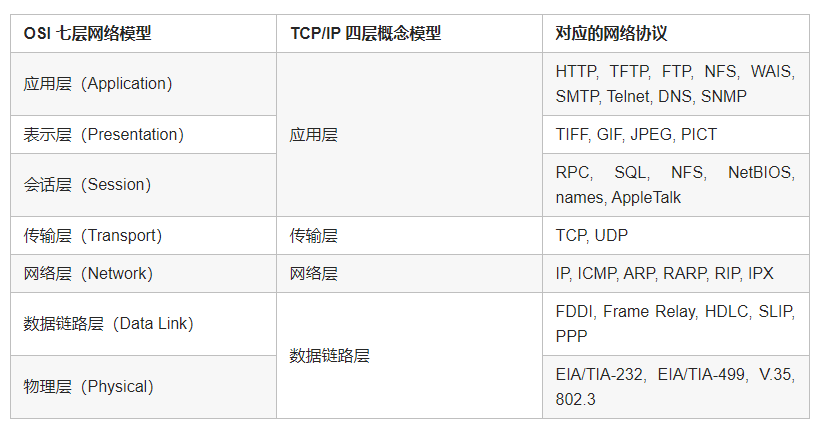 OSI 七层网络模型 TCP/IP 四层概念模型 对应的网络协议
应用层（Application） 应用层 HTTP, TFTP, FTP, NFS, WAIS,
SMTP, Telnet, DNS, SNMP
表示层（Presentation） TIFF, GIF, JPEG, PICT
会话层（Session） RPC, SQL, NFS, NetBIOS,
names, AppleTalk
传输层（Transport） 传输层 TCP, UDP
网络层（Network） 网络层 IP, ICMP, ARP, RARP, RIP, IPX
数据链路层（Data Link） 数据链路层 FDDI, Frame Relay, HDLC, SLIP,
PPP
物理层（Physical） EIA/TIA-232, EIA/TIA-499, V.35,
802.3